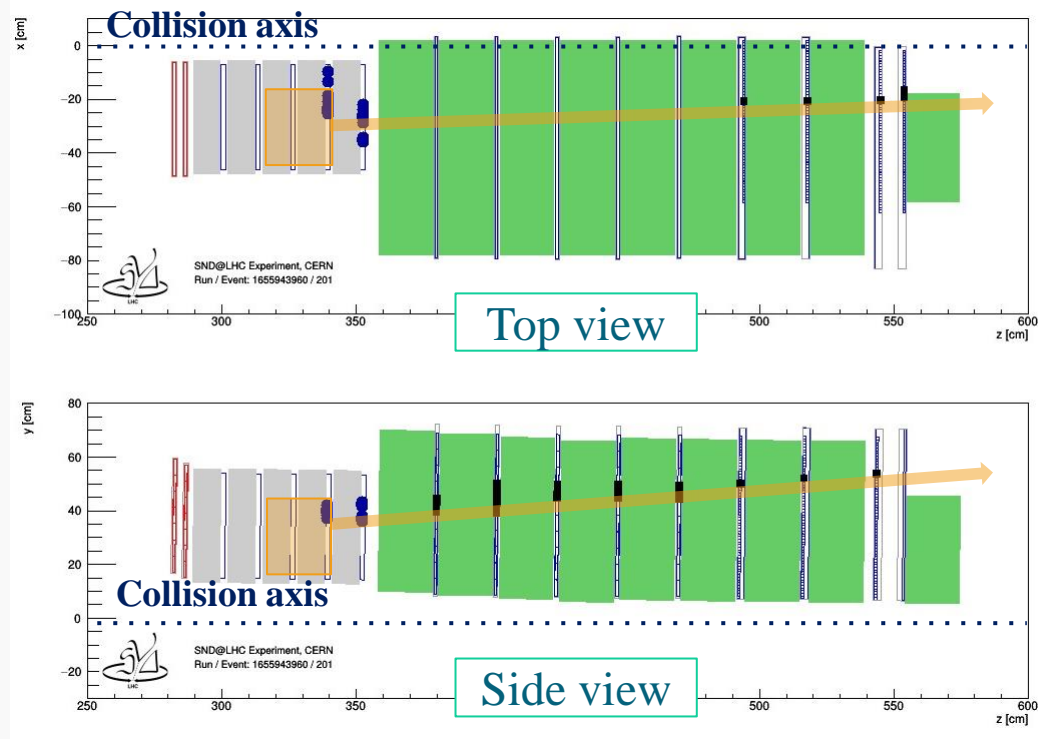 x [cm]
Collision axis
0
−20
−40
−60
−80
−100
SND@LHC Experiment, CERN
Run / Event: 1655943960 / 201
LHC
Top view
250 300 350 500 550 600
z [cm]
y [cm]
80
60
40
20
Collision axis
0
−20
SND@LHC Experiment, CERN
Run / Event: 1655943960 / 201
LHC
Side view
250 300 350 500 550 600
z [cm]